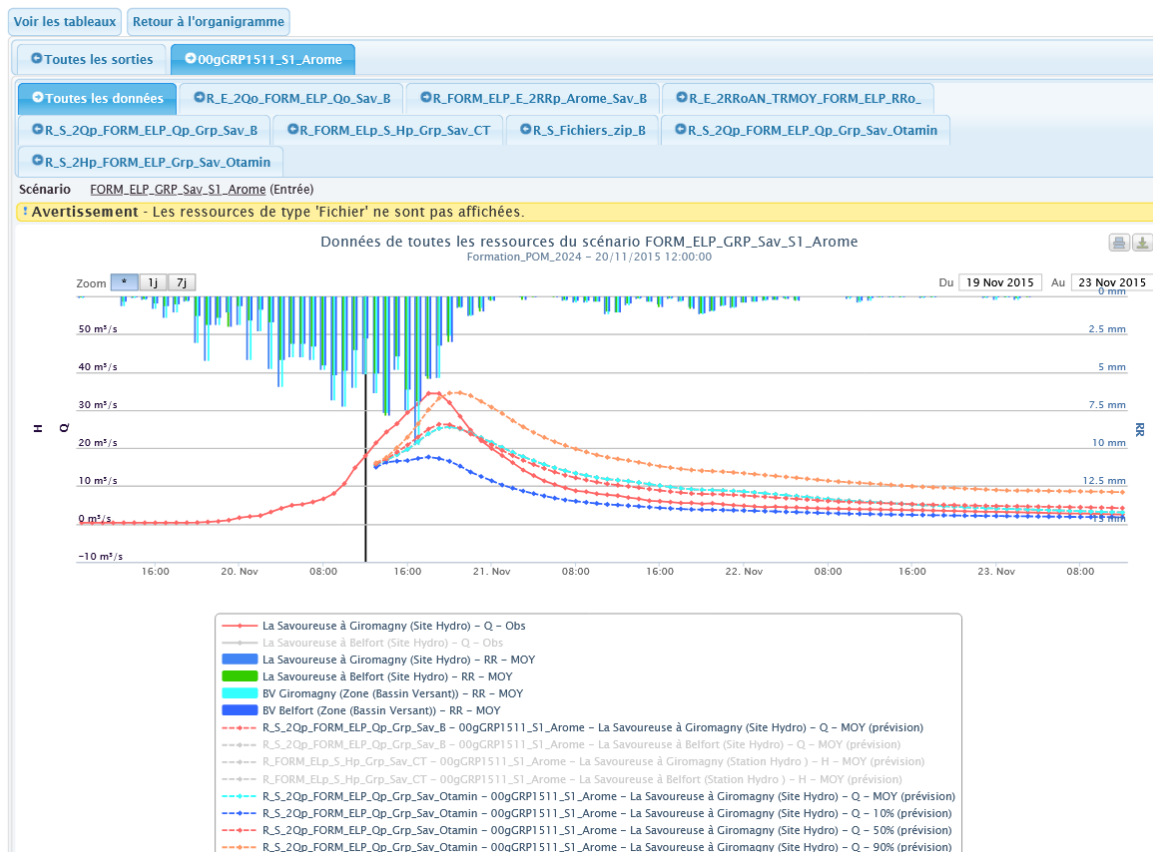 Voir les tableaux Retour à l'organigramme
Toutes les sorties 00gGRP1511_S1_Arome
Toutes les données R_E_2Qo_FORM_ELP_Qo_Sav_B R_FORM_ELP_E_2RRp_Arome_Sav_B R_E_2RRoAN_TRMOY_FORM_ELP_RRo_
R_S_2Qp_FORM_ELP_Qp_Grp_Sav_B R_FORM_ELp_S_Hp_Grp_Sav_CT R_S_Fichiers_zip_B R_S_2Qp_FORM_ELP_Qp_Grp_Sav_Otamin
R_S_2Hp_FORM_ELP_Grp_Sav_Otamin
Scénario FORM_ELP_GRP_Sav_S1_Arome (Entrée)
! Avertissement - Les ressources de type 'Fichier' ne sont pas affichées.
Données de toutes les ressources du scénario FORM_ELP_GRP_Sav_S1_Arome
Formation_POM_2024 – 20/11/2015 12:00:00
Zoom * 1j 7j Du 19 Nov 2015 Au 23 Nov 2015
0 mm
50 m³/s 2.5 mm
40 m³/s 5 mm
30 m³/s 7.5 mm
H Q RR
20 m³/s 10 mm
10 m³/s 12.5 mm
0 m³/s 15 mm
−10 m³/s
16:00 20. Nov 08:00 16:00 21. Nov 08:00 16:00 22. Nov 08:00 16:00 23. Nov 08:00
La Savoureuse à Giromagny (Site Hydro) – Q – Obs
La Savoureuse à Belfort (Site Hydro) – Q – Obs
La Savoureuse à Giromagny (Site Hydro) – RR – MOY
La Savoureuse à Belfort (Site Hydro) – RR – MOY
BV Giromagny (Zone (Bassin Versant)) – RR – MOY
BV Belfort (Zone (Bassin Versant)) – RR – MOY
R_S_2Qp_FORM_ELP_Qp_Grp_Sav_B – 00gGRP1511_S1_Arome – La Savoureuse à Giromagny (Site Hydro) – Q – MOY (prévision)
R_S_2Qp_FORM_ELP_Qp_Grp_Sav_B – 00gGRP1511_S1_Arome – La Savoureuse à Belfort (Site Hydro) – Q – MOY (prévision)
R_FORM_ELp_S_Hp_Grp_Sav_CT – 00gGRP1511_S1_Arome – La Savoureuse à Giromagny (Station Hydro ) – H – MOY (prévision)
R_FORM_ELp_S_Hp_Grp_Sav_CT – 00gGRP1511_S1_Arome – La Savoureuse à Belfort (Station Hydro ) – H – MOY (prévision)
R_S_2Qp_FORM_ELP_Qp_Grp_Sav_Otamin – 00gGRP1511_S1_Arome – La Savoureuse à Giromagny (Site Hydro) – Q – MOY (prévision)
R_S_2Qp_FORM_ELP_Qp_Grp_Sav_Otamin – 00gGRP1511_S1_Arome – La Savoureuse à Giromagny (Site Hydro) – Q – 10% (prévision)
R_S_2Qp_FORM_ELP_Qp_Grp_Sav_Otamin – 00gGRP1511_S1_Arome – La Savoureuse à Giromagny (Site Hydro) – Q – 50% (prévision)
R_S_2Qp_FORM_ELP_Qp_Grp_Sav_Otamin – 00gGRP1511_S1_Arome – La Savoureuse à Giromagny (Site Hydro) – Q – 90% (prévision)